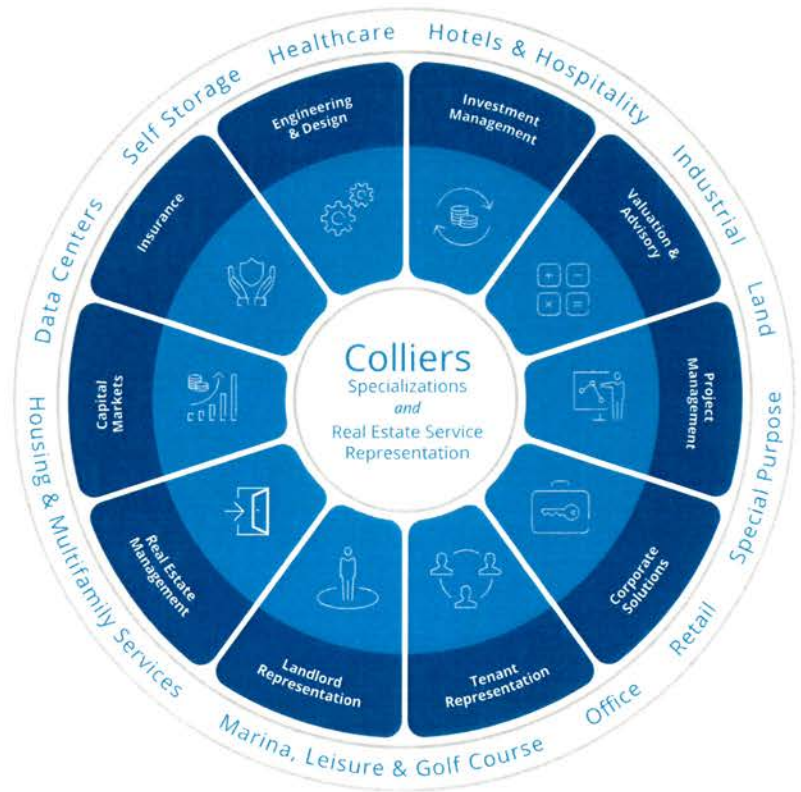 Healthcare
Hotels & Hospitality
Industrial
Land
Special Purpose
Retail
Office
Marina, Leisure & Golf Course
Housing & Multifamily Services
Data Centers
Self Storage
Engineering
& Design
Investment
Management
Valuation &
Advisory
Project
Management
Corporate
Solutions
Tenant
Representation
Landlord
Representation
Real Estate
Management
Capital
Markets
Insurance
Colliers
Specializations
and
Real Estate Service
Representation